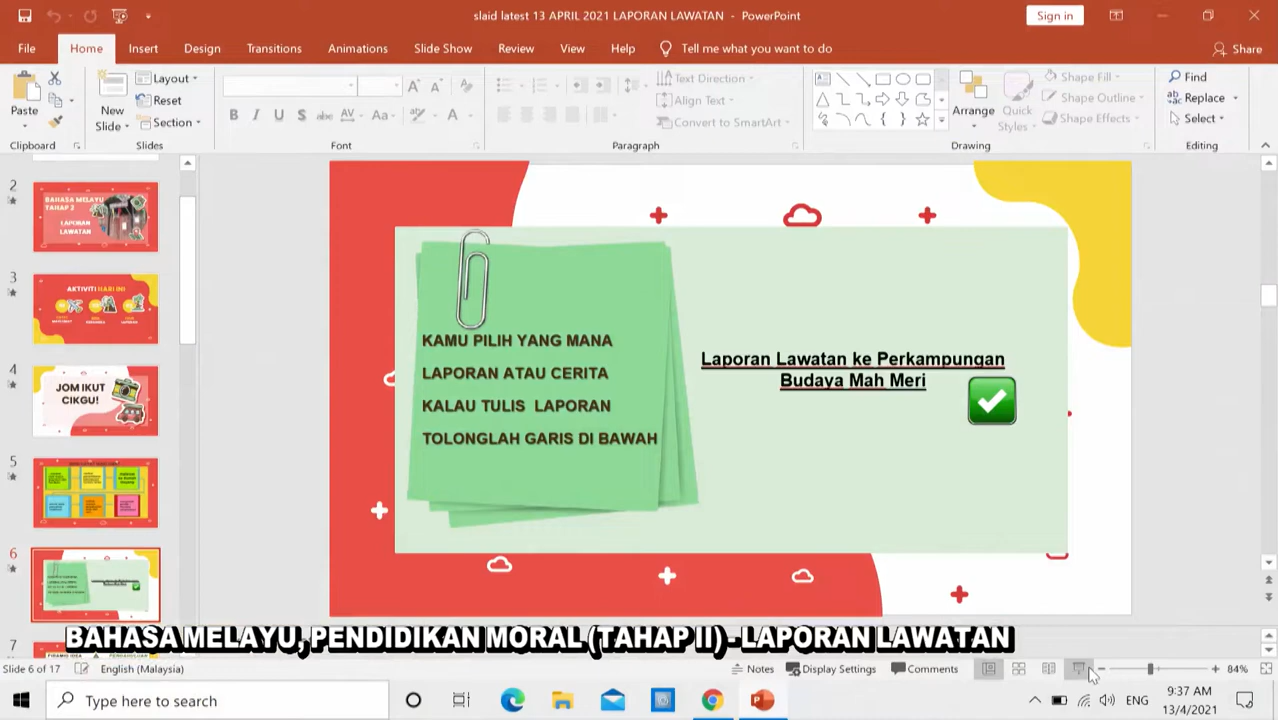 slaid latest 13 APRIL 2021 LAPORAN LAWATAN - PowerPoint
Sign in
File Home Insert Design Transitions Animations Slide Show Review View Help Tell me what you want to do Share
Paste
New Slide
Layout
Reset
Section
Text Direction
Align Text
Convert to SmartArt
Arrange
Quick Styles
Shape Fill
Shape Outline
Shape Effects
Find
Replace
Select
Clipboard Slides Font Paragraph Drawing Editing
2
BAHASA MELAYU
TAHAP 2
LAPORAN
LAWATAN
3
AKTIVITI HARI INI
4
JOM IKUT
CIKGU!
5
6
7
KAMU PILIH YANG MANA
LAPORAN ATAU CERITA
KALAU TULIS LAPORAN
TOLONGLAH GARIS DI BAWAH
Laporan Lawatan ke Perkampungan
Budaya Mah Meri
BAHASA MELAYU, PENDIDIKAN MORAL (TAHAP II) - LAPORAN LAWATAN
Slide 6 of 17 English (Malaysia) Notes Display Settings Comments 84%
Type here to search
ENG
9:37 AM
13/4/2021